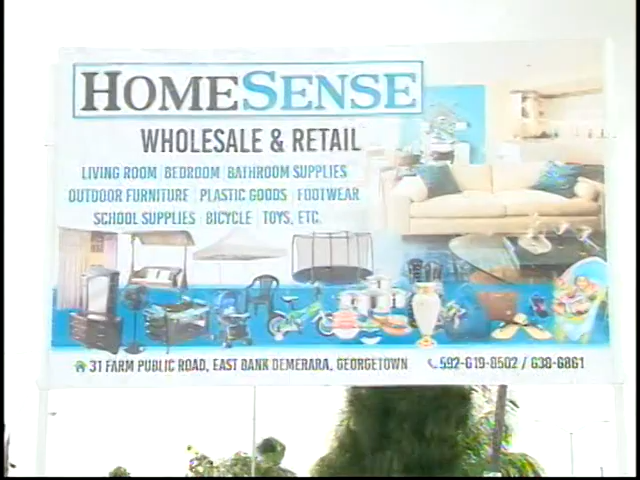 HOMESENSE
WHOLESALE & RETAIL
LIVING ROOM BEDROOM BATHROOM SUPPLIES
OUTDOOR FURNITURE PLASTIC GOODS FOOTWEAR
SCHOOL SUPPLIES BICYCLE TOYS, ETC.
31 FARM PUBLIC ROAD, EAST BANK DEMERARA, GEORGETOWN 592-619-8502 / 638-6861